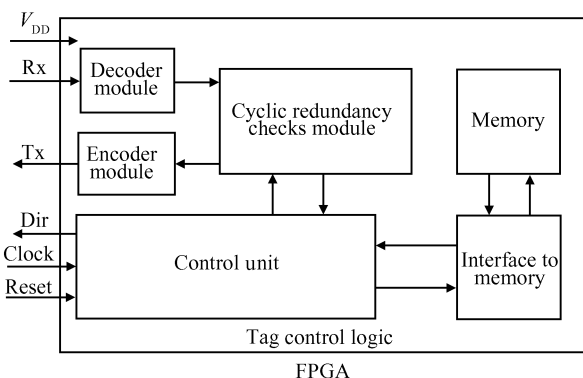 V_DD
Rx
Decoder
module
Cyclic redundancy
checks module
Memory
Tx
Encoder
module
Dir
Clock
Reset
Control unit
Interface to
memory
Tag control logic
FPGA